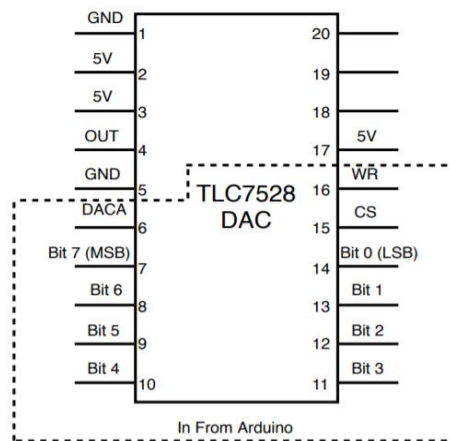 GND
1
20
5V
2
19
5V
3
18
OUT
4
17
5V
GND
5
16
WR
TLC7528
DAC
DACA
6
15
CS
Bit 7 (MSB)
7
14
Bit 0 (LSB)
Bit 6
8
13
Bit 1
Bit 5
9
12
Bit 2
Bit 4
10
11
Bit 3
In From Arduino